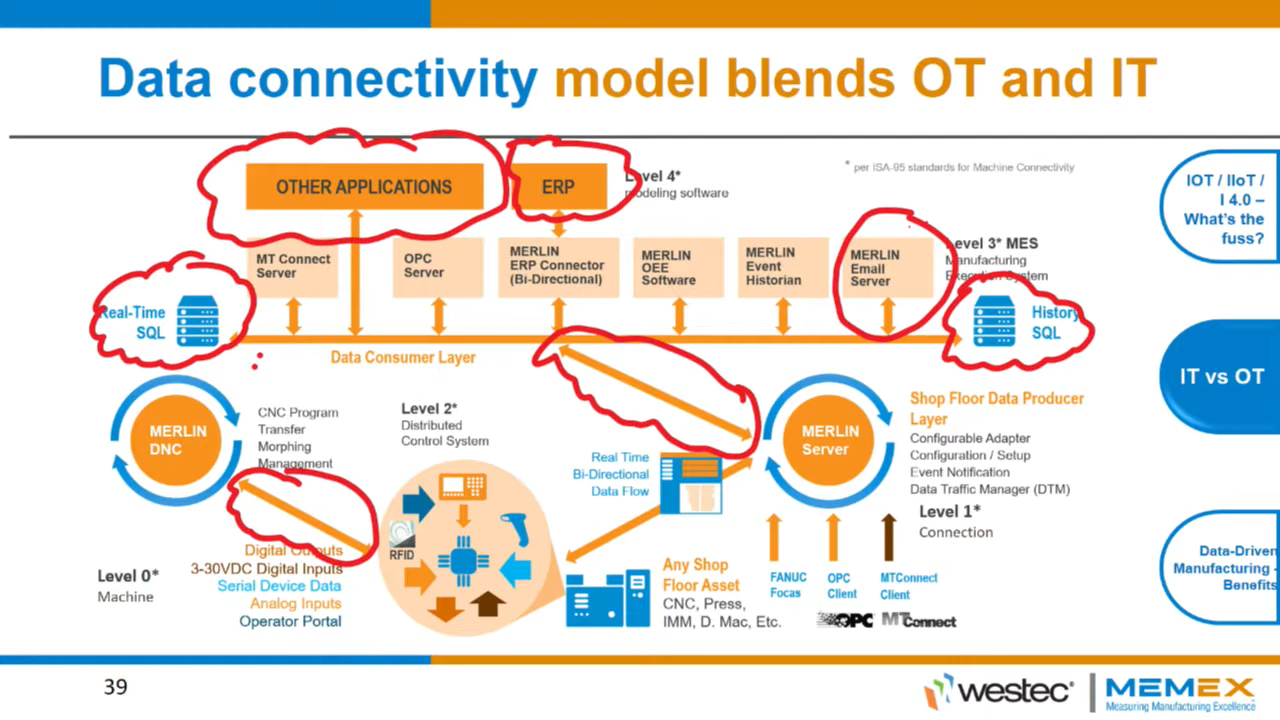 Data connectivity model blends OT and IT
* per ISA-95 standards for Machine Connectivity
OTHER APPLICATIONS
ERP
Level 4*
modeling software
MT Connect
Server
OPC
Server
MERLIN
ERP Connector
(Bi-Directional)
MERLIN
OEE
Software
MERLIN
Event
Historian
MERLIN
Email
Server
Level 3* MES
Manufacturing
Execution System
Real-Time
SQL
History
SQL
Data Consumer Layer
MERLIN
DNC
CNC Program
Transfer
Morphing
Management
Level 2*
Distributed
Control System
Real Time
Bi-Directional
Data Flow
MERLIN
Server
Shop Floor Data Producer
Layer
Configurable Adapter
Configuration / Setup
Event Notification
Data Traffic Manager (DTM)
Level 1*
Connection
RFID
Digital Outputs
3-30VDC Digital Inputs
Serial Device Data
Analog Inputs
Operator Portal
Level 0*
Machine
Any Shop
Floor Asset
CNC, Press,
IMM, D. Mac, Etc.
FANUC
Focas
OPC
Client
MTConnect
Client
OPC
MTConnect
IOT / IIoT /
I 4.0 –
What's the
fuss?
IT vs OT
Data-Driven
Manufacturing -
Benefits
39
westec®
MEMEX
Measuring Manufacturing Excellence